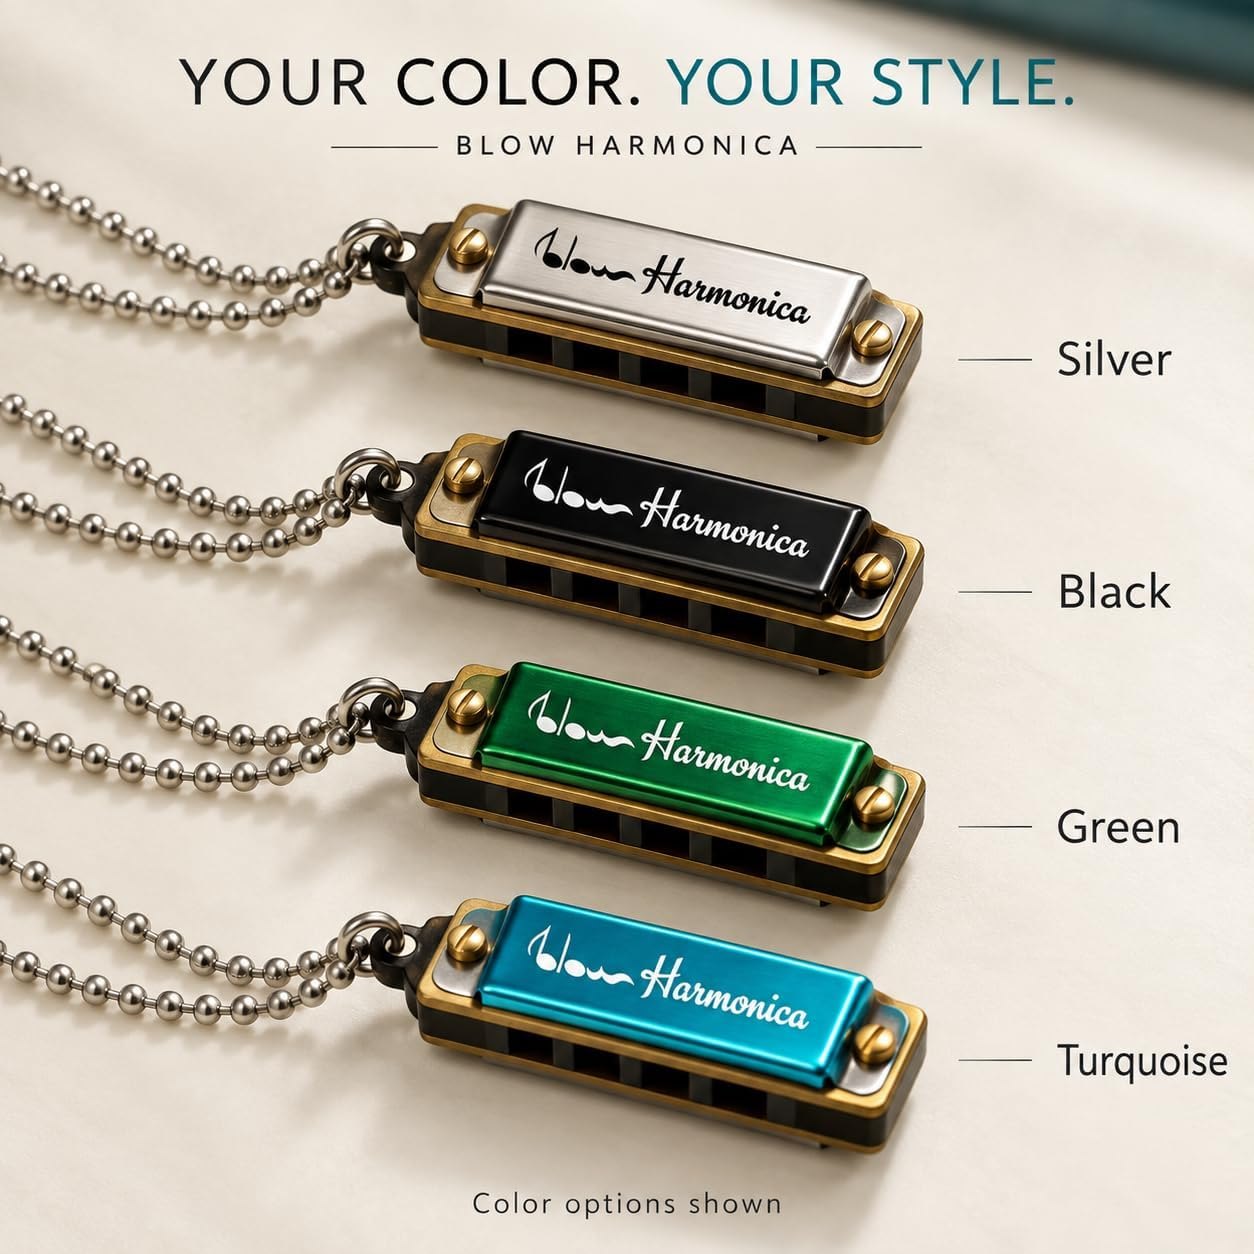 YOUR COLOR. YOUR STYLE.
BLOW HARMONICA
blow Harmonica
Silver
blow Harmonica
Black
blow Harmonica
Green
blow Harmonica
Turquoise
Color options shown